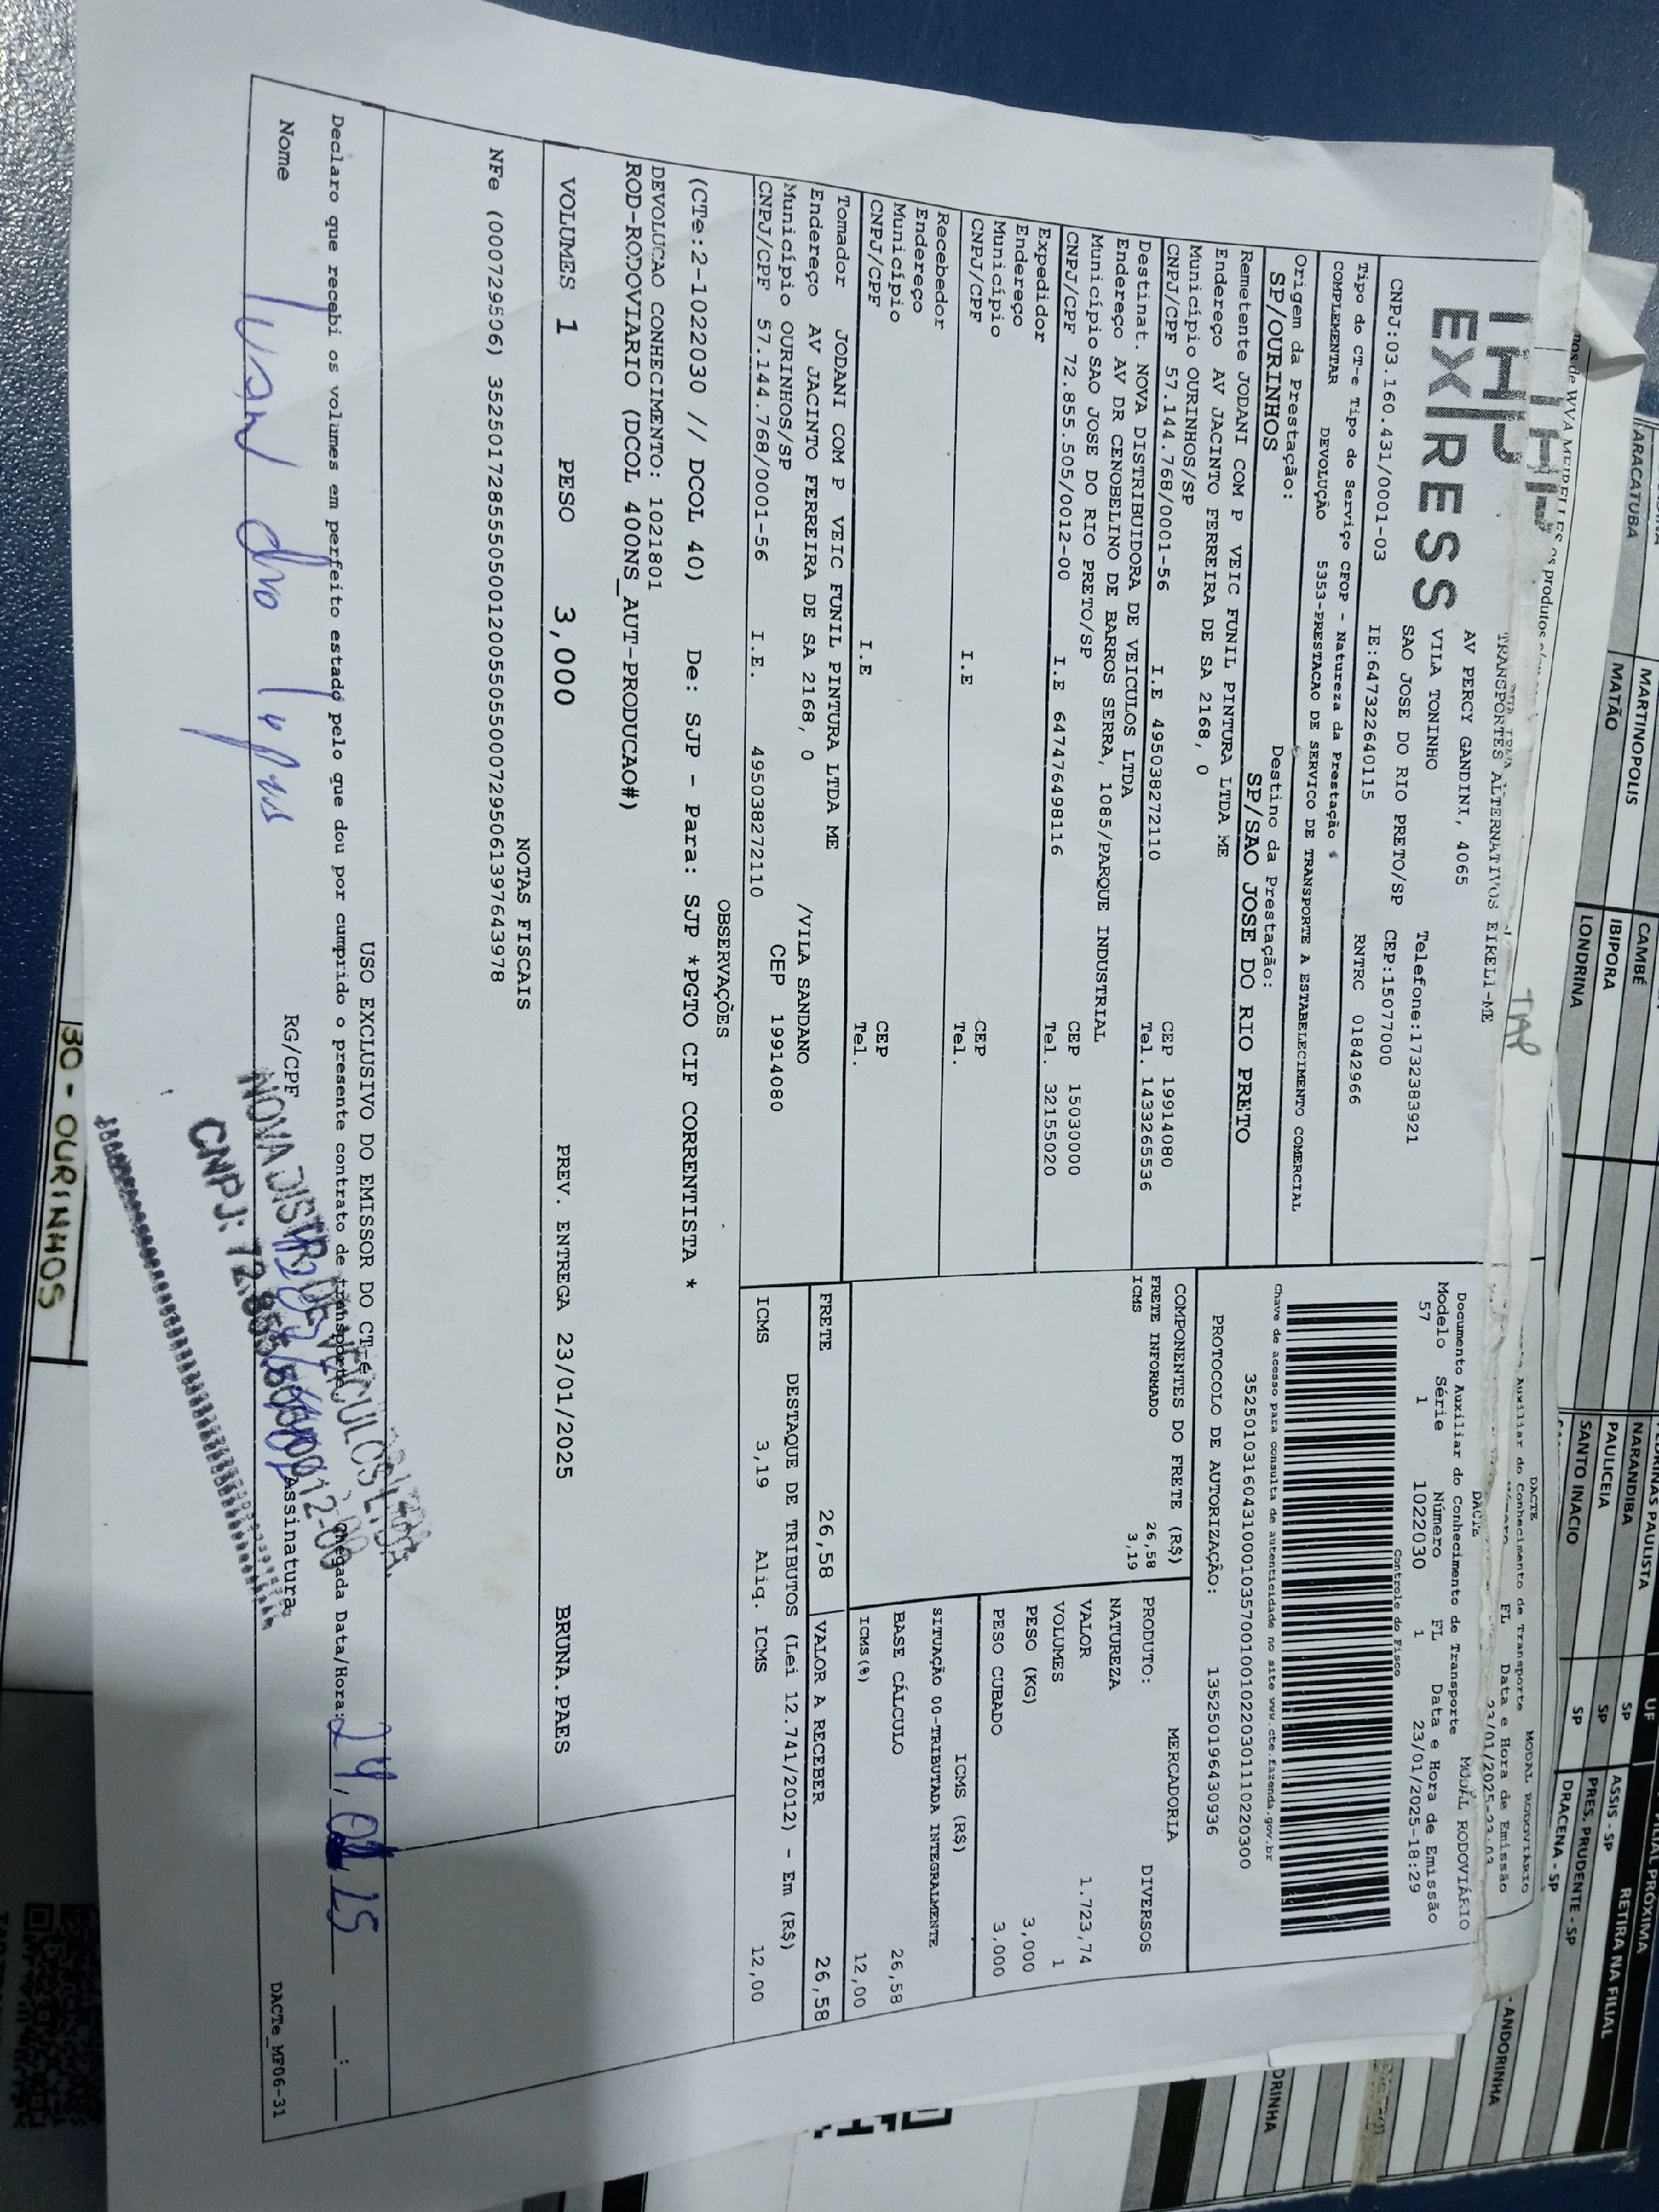 THP
EXPRESS
TRANSPORTES ALTERNATIVOS EIRELI-ME
AV PERCY GANDINI, 4065
VILA TONINHO
SAO JOSE DO RIO PRETO/SP
Telefone:1732383921
CEP:15077000
CNPJ:03.160.431/0001-03 IE:647322640115 RNTRC 01842966
Tipo do CT-e Tipo do Serviço CFOP - Natureza da Prestação
COMPLEMENTAR DEVOLUÇÃO 5353-PRESTACAO DE SERVICO DE TRANSPORTE A ESTABELECIMENTO COMERCIAL
Origem da Prestação: Destino da Prestação:
SP/OURINHOS SP/SAO JOSE DO RIO PRETO
DACTe
Documento Auxiliar do Conhecimento de Transporte MODAL RODOVIÁRIO
Modelo Série Número FL Data e Hora de Emissão
57 1 1022030 1 23/01/2025-18:29
Controle do Fisco
Chave de acesso para consulta de autenticidade no site www.cte.fazenda.gov.br
35250103160431000103570010010220301110220300
PROTOCOLO DE AUTORIZAÇÃO: 135250196430936
Remetente JODANI COM P VEIC FUNIL PINTURA LTDA ME
Endereço AV JACINTO FERREIRA DE SA 2168, 0
Município OURINHOS/SP CEP 19914080
CNPJ/CPF 57.144.768/0001-56 I.E 495038272110 Tel. 1433265536
Destinat. NOVA DISTRIBUIDORA DE VEICULOS LTDA
Endereço AV DR CENOBELINO DE BARROS SERRA, 1085/PARQUE INDUSTRIAL
Município SAO JOSE DO RIO PRETO/SP CEP 15030000
CNPJ/CPF 72.855.505/0012-00 I.E 647476498116 Tel. 32155020
Expedidor
Endereço
Município CEP
CNPJ/CPF I.E Tel.
Recebedor
Endereço
Município CEP
CNPJ/CPF I.E Tel.
Tomador JODANI COM P VEIC FUNIL PINTURA LTDA ME
Endereço AV JACINTO FERREIRA DE SA 2168, 0 /VILA SANDANO
Município OURINHOS/SP CEP 19914080
CNPJ/CPF 57.144.768/0001-56 I.E. 495038272110
COMPONENTES DO FRETE (R$)
FRETE INFORMADO 26,58
ICMS 3,19
MERCADORIA
PRODUTO: DIVERSOS
NATUREZA
VALOR 1.723,74
VOLUMES 1
PESO (KG) 3,000
PESO CUBADO 3,000
ICMS (R$)
SITUAÇÃO 00-TRIBUTADA INTEGRALMENTE
BASE CÁLCULO 26,58
ICMS(%) 12,00
FRETE 26,58 VALOR A RECEBER 26,58
DESTAQUE DE TRIBUTOS (Lei 12.741/2012) - Em (R$)
ICMS 3,19 Aliq. ICMS 12,00
OBSERVAÇÕES
(CTe:2-1022030 // DCOL 40) De: SJP - Para: SJP *PGTO CIF CORRENTISTA *
DEVOLUCAO CONHECIMENTO: 1021801
ROD-RODOVIARIO (DCOL 400NS_AUT-PRODUCAO#)
VOLUMES 1 PESO 3,000 PREV. ENTREGA 23/01/2025 BRUNA.PAES
NOTAS FISCAIS
NFe (000729506) 35250172855505001200550550007295061397643978
USO EXCLUSIVO DO EMISSOR DO CT-e
Declaro que recebi os volumes em perfeito estado pelo que dou por cumprido o presente contrato de transporte. Chegada Data/Hora: 24/01/25 __:__
Nome RG/CPF Assinatura
NOVA DISTR. DE VEICULOS LTDA
CNPJ: 72.855.505/0012-00
DACTe_MF06-31
30 - OURINHOS
ARACATUBA
MARTINOPOLIS
MATÃO
CAMBÉ
IBIPORA
LONDRINA
NARANDIBA
PAULICEIA
SANTO INACIO
UF
SP
SP
SP
RETIRA NA FILIAL
ASSIS - SP
PRES. PRUDENTE - SP
DRACENA - SP
- ANDORINHA